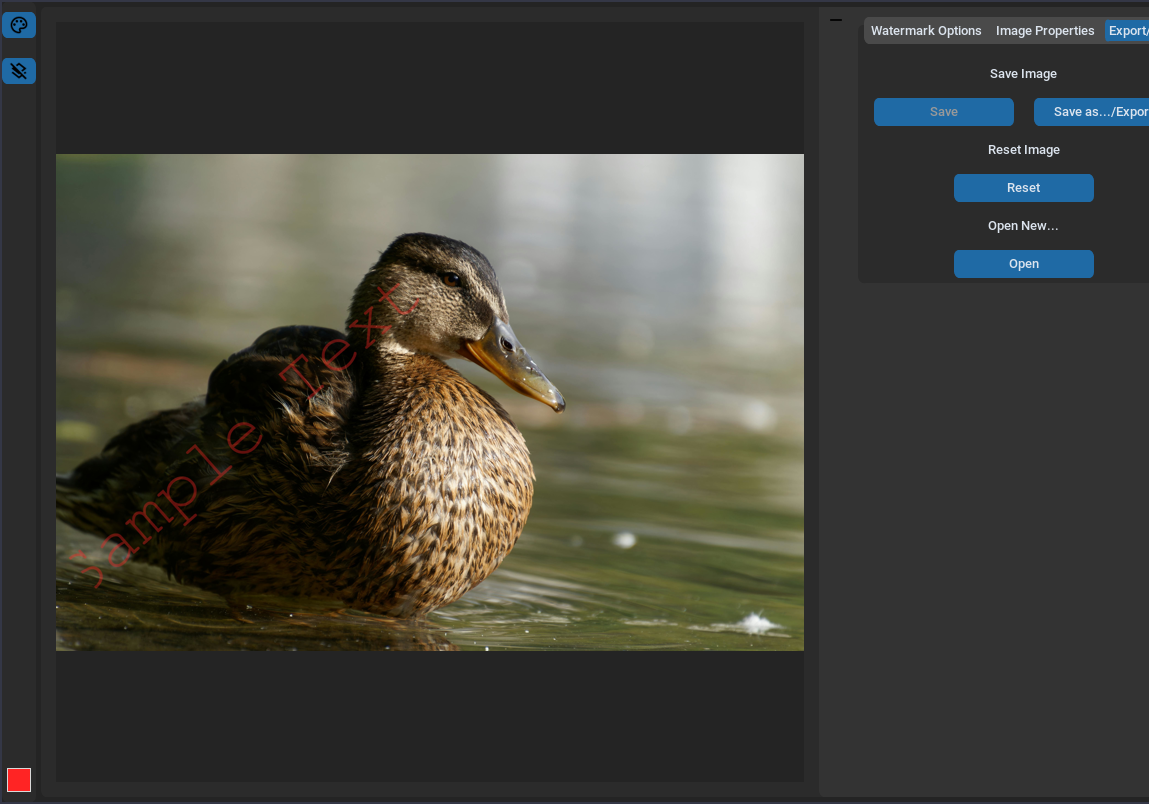 Watermark Options Image Properties Export/
Save Image
Save Save as.../Expor
Reset Image
Reset
Open New...
Open
Sample Text